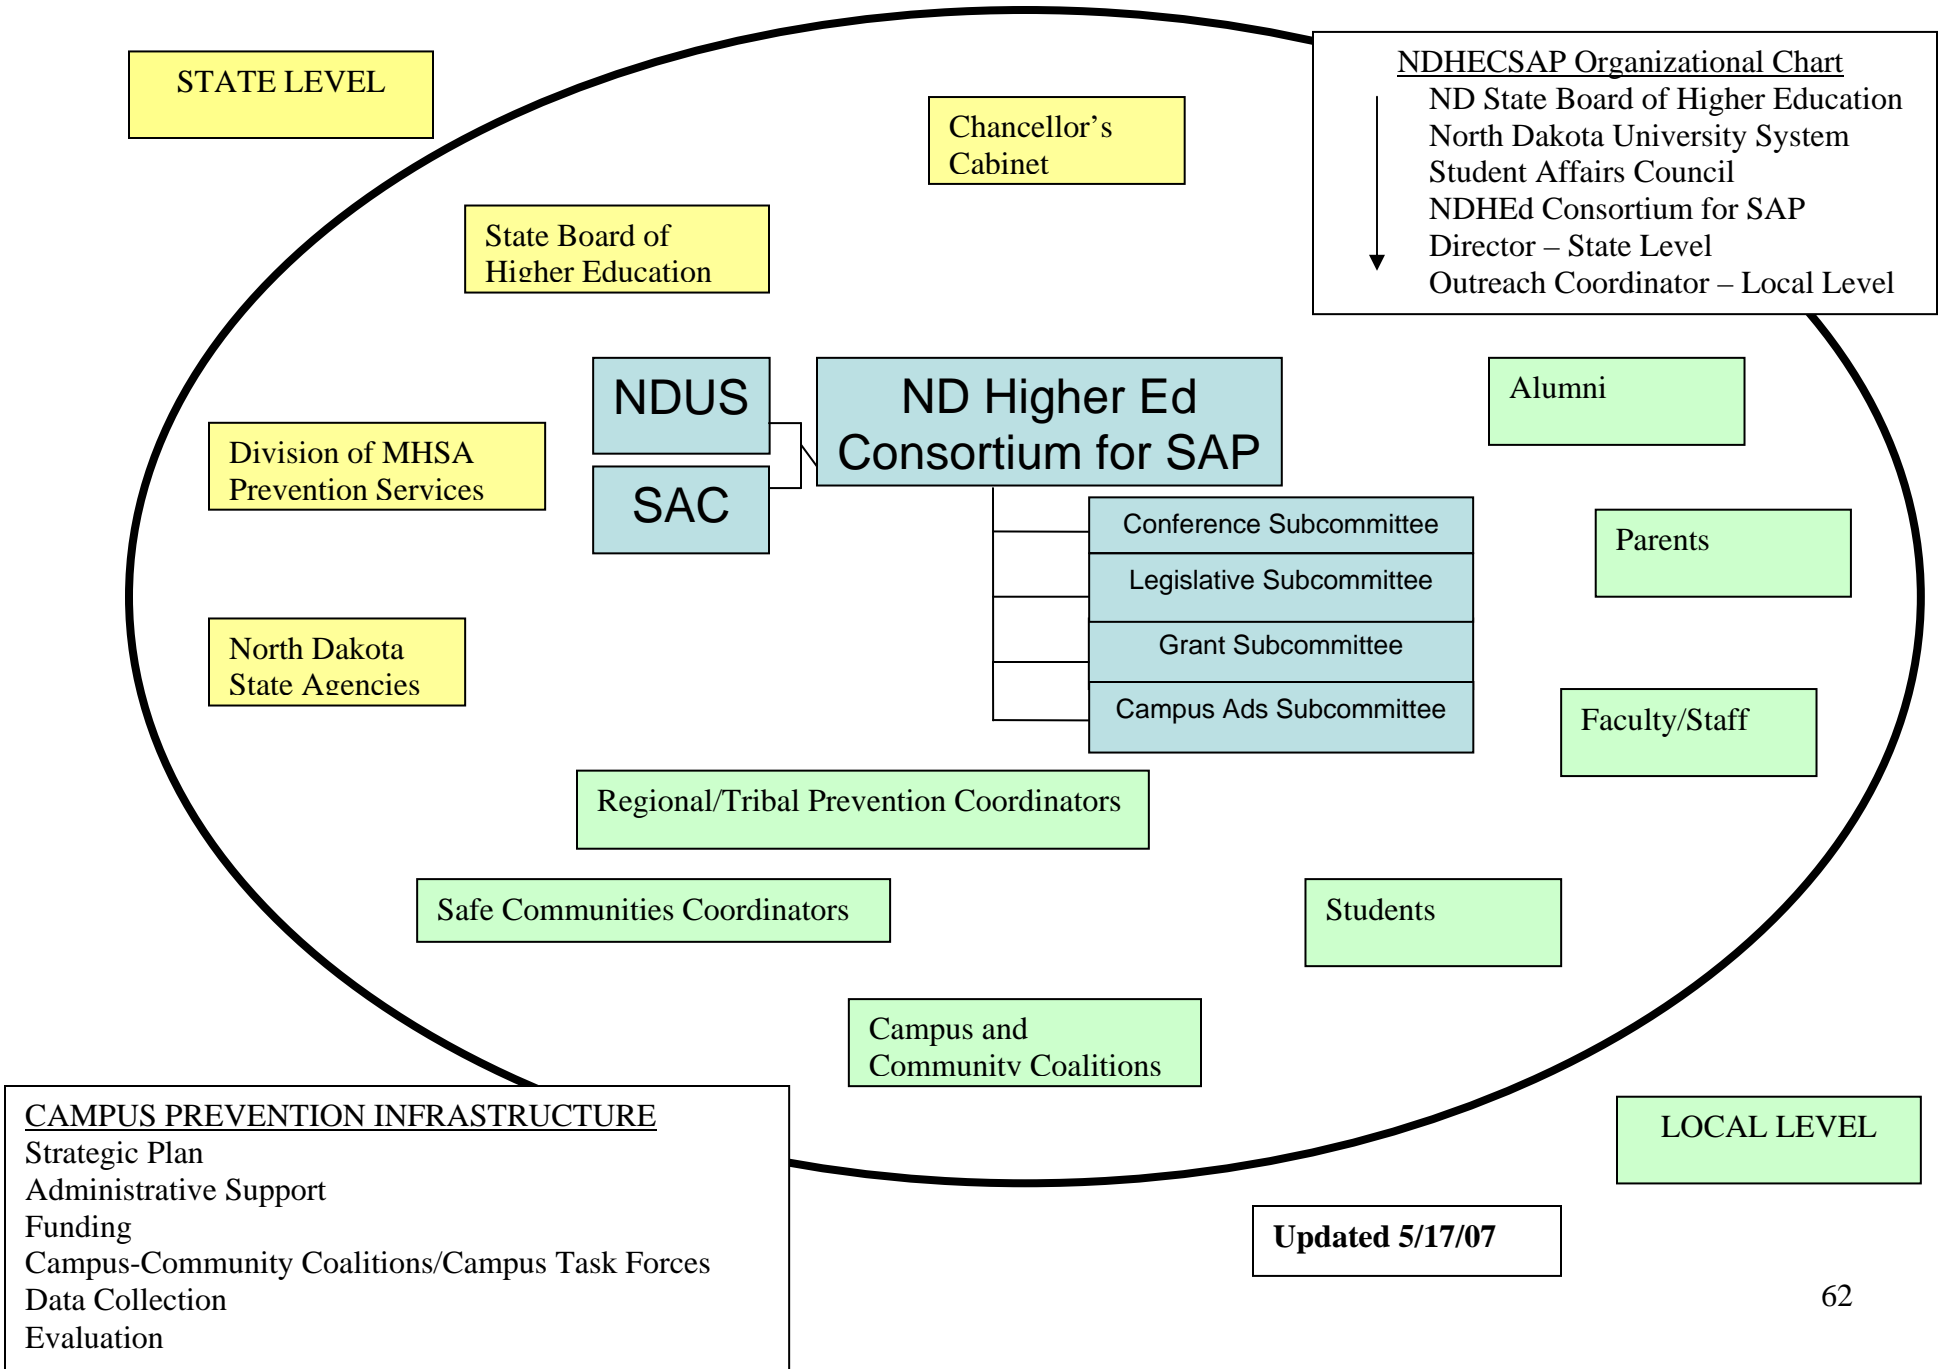 STATE LEVEL
NDHECSAP Organizational Chart
ND State Board of Higher Education
North Dakota University System
Student Affairs Council
NDHEd Consortium for SAP
Director – State Level
Outreach Coordinator – Local Level
Chancellor's
Cabinet
State Board of
Higher Education
NDUS
ND Higher Ed
Consortium for SAP
Alumni
Division of MHSA
Prevention Services
SAC
Conference Subcommittee
Parents
Legislative Subcommittee
North Dakota
State Agencies
Grant Subcommittee
Campus Ads Subcommittee
Faculty/Staff
Regional/Tribal Prevention Coordinators
Safe Communities Coordinators
Students
Campus and
Community Coalitions
CAMPUS PREVENTION INFRASTRUCTURE
Strategic Plan
Administrative Support
Funding
Campus-Community Coalitions/Campus Task Forces
Data Collection
Evaluation
LOCAL LEVEL
Updated 5/17/07
62